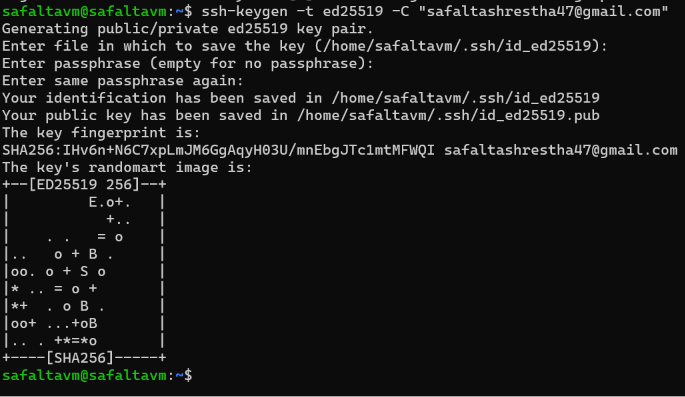 safaltavm@safaltavm:~$ ssh-keygen -t ed25519 -C "safaltashrestha47@gmail.com"
Generating public/private ed25519 key pair.
Enter file in which to save the key (/home/safaltavm/.ssh/id_ed25519):
Enter passphrase (empty for no passphrase):
Enter same passphrase again:
Your identification has been saved in /home/safaltavm/.ssh/id_ed25519
Your public key has been saved in /home/safaltavm/.ssh/id_ed25519.pub
The key fingerprint is:
SHA256:IHv6n+N6C7xpLmJM6GgAqyH03U/mnEbgJTc1mtMFWQI safaltashrestha47@gmail.com
The key's randomart image is:
+--[ED25519 256]--+
|         E.o+.   |
|           +..   |
|    . .   = o    |
|..   o + B .     |
|oo. o + S o      |
|* .. = o +       |
|*+  . o B .      |
|oo+ ...+oB       |
|.. . +*=*o       |
+----[SHA256]-----+
safaltavm@safaltavm:~$